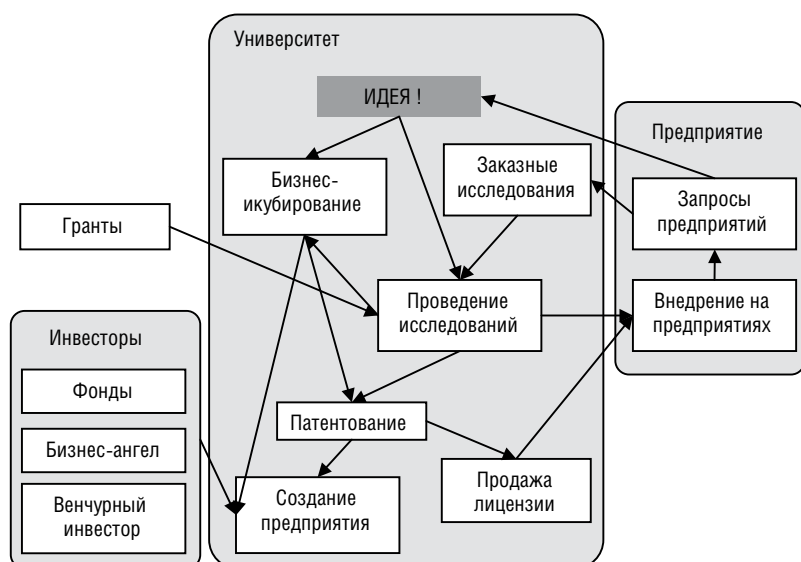 Университет
ИДЕЯ !
Предприятие
Бизнес-
икубирование
Заказные
исследования
Запросы
предприятий
Гранты
Проведение
исследований
Внедрение на
предприятиях
Инвесторы
Фонды
Бизнес-ангел
Венчурный
инвестор
Патентование
Создание
предприятия
Продажа
лицензии